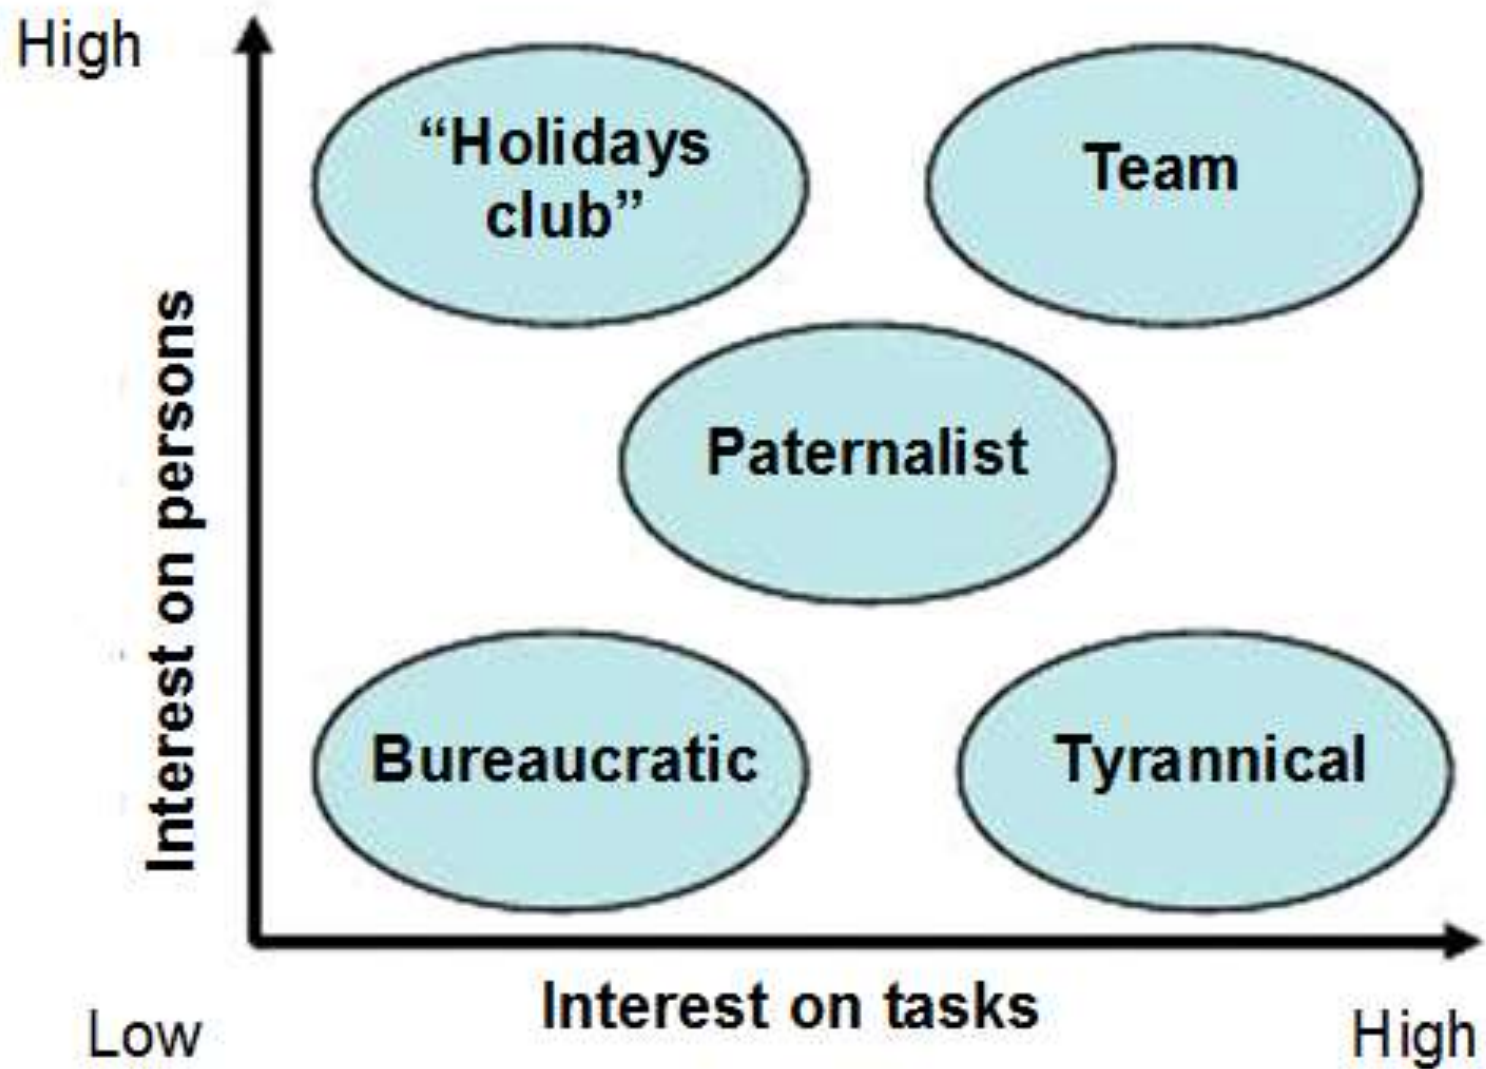 High
“Holidays
club”
Team
Paternalist
Interest on persons
Bureaucratic
Tyrannical
Interest on tasks
Low
High